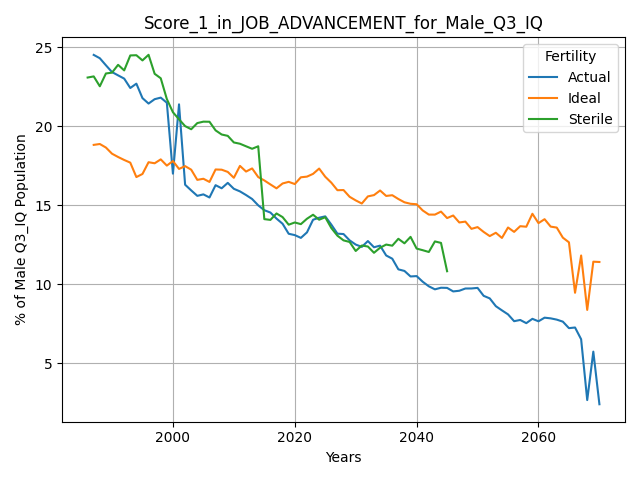 Score_1_in_JOB_ADVANCEMENT_for_Male_Q3_IQ
Fertility
Actual
Ideal
Sterile
% of Male Q3_IQ Population
25
20
15
10
5
2000
2020
2040
2060
Years